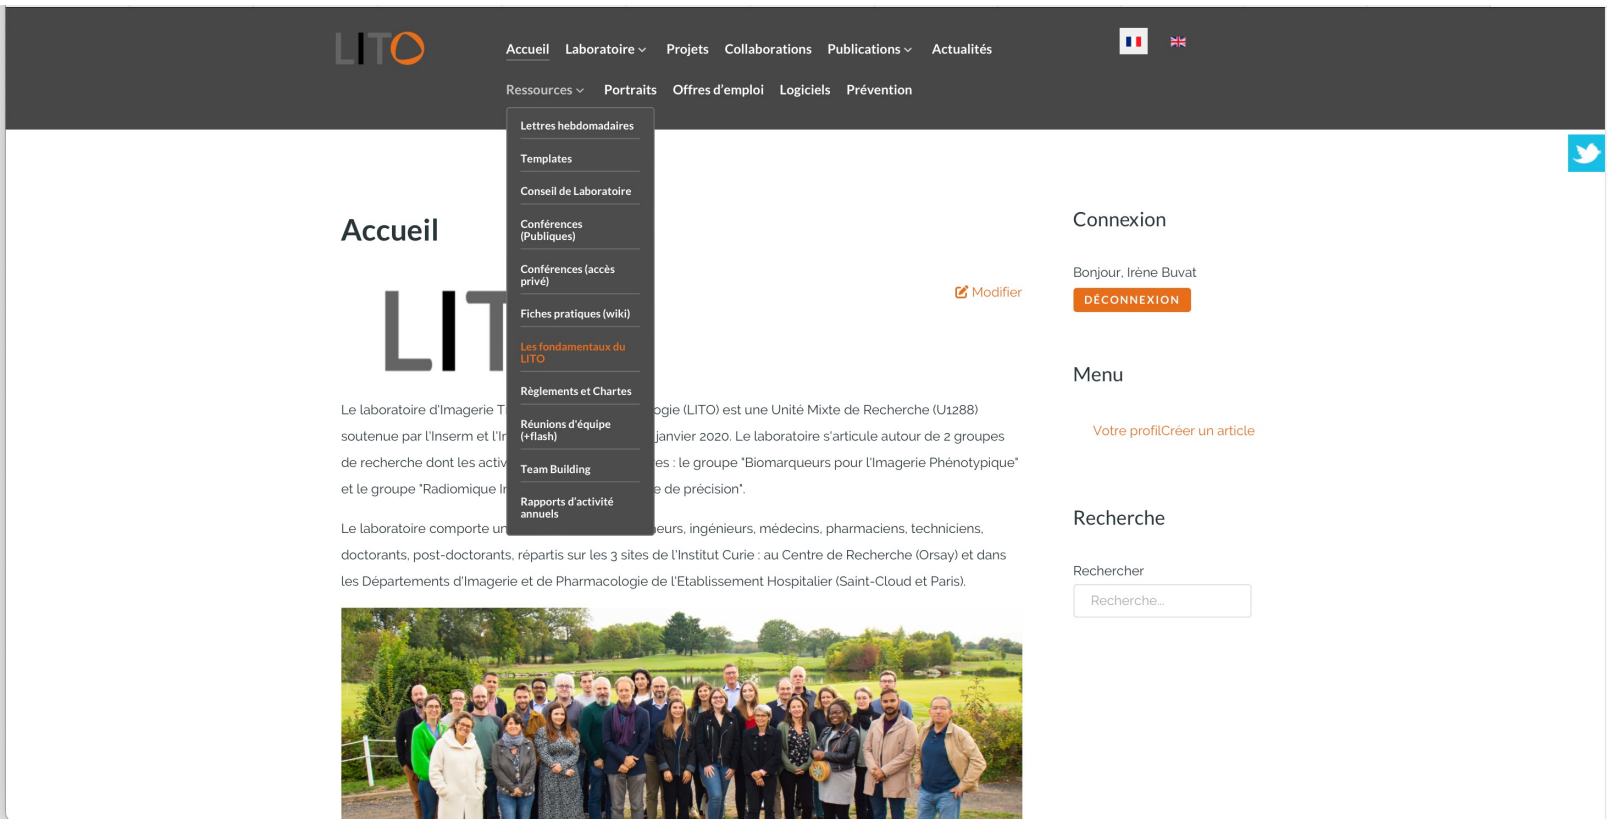 LITO
Accueil Laboratoire Projets Collaborations Publications Actualités
Ressources Portraits Offres d'emploi Logiciels Prévention
Lettres hebdomadaires
Templates
Conseil de Laboratoire
Conférences
(Publiques)
Conférences (accès
privé)
Fiches pratiques (wiki)
Les fondamentaux du
LITO
Règlements et Chartes
Réunions d'équipe
(+flash)
Team Building
Rapports d'activité
annuels
Accueil
Modifier
LIT
Le laboratoire d'Imagerie T ogie (LITO) est une Unité Mixte de Recherche (U1288)
soutenue par l'Inserm et l'I janvier 2020. Le laboratoire s'articule autour de 2 groupes
de recherche dont les activ es : le groupe "Biomarqueurs pour l'Imagerie Phénotypique"
et le groupe "Radiomique I e de précision".
Le laboratoire comporte un eurs, ingénieurs, médecins, pharmaciens, techniciens,
doctorants, post-doctorants, répartis sur les 3 sites de l'Institut Curie : au Centre de Recherche (Orsay) et dans
les Départements d'Imagerie et de Pharmacologie de l'Etablissement Hospitalier (Saint-Cloud et Paris).
Connexion
Bonjour, Irène Buvat
DÉCONNEXION
Menu
Votre profilCréer un article
Recherche
Rechercher
Recherche...